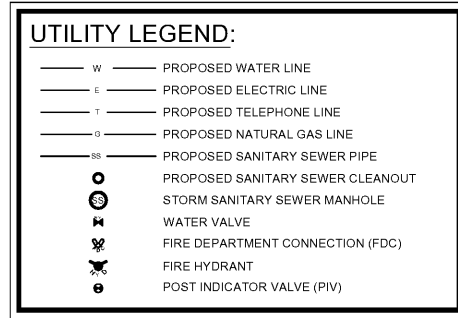 UTILITY LEGEND:
W PROPOSED WATER LINE
E PROPOSED ELECTRIC LINE
T PROPOSED TELEPHONE LINE
G PROPOSED NATURAL GAS LINE
SS PROPOSED SANITARY SEWER PIPE
PROPOSED SANITARY SEWER CLEANOUT
SS STORM SANITARY SEWER MANHOLE
WATER VALVE
FIRE DEPARTMENT CONNECTION (FDC)
FIRE HYDRANT
POST INDICATOR VALVE (PIV)